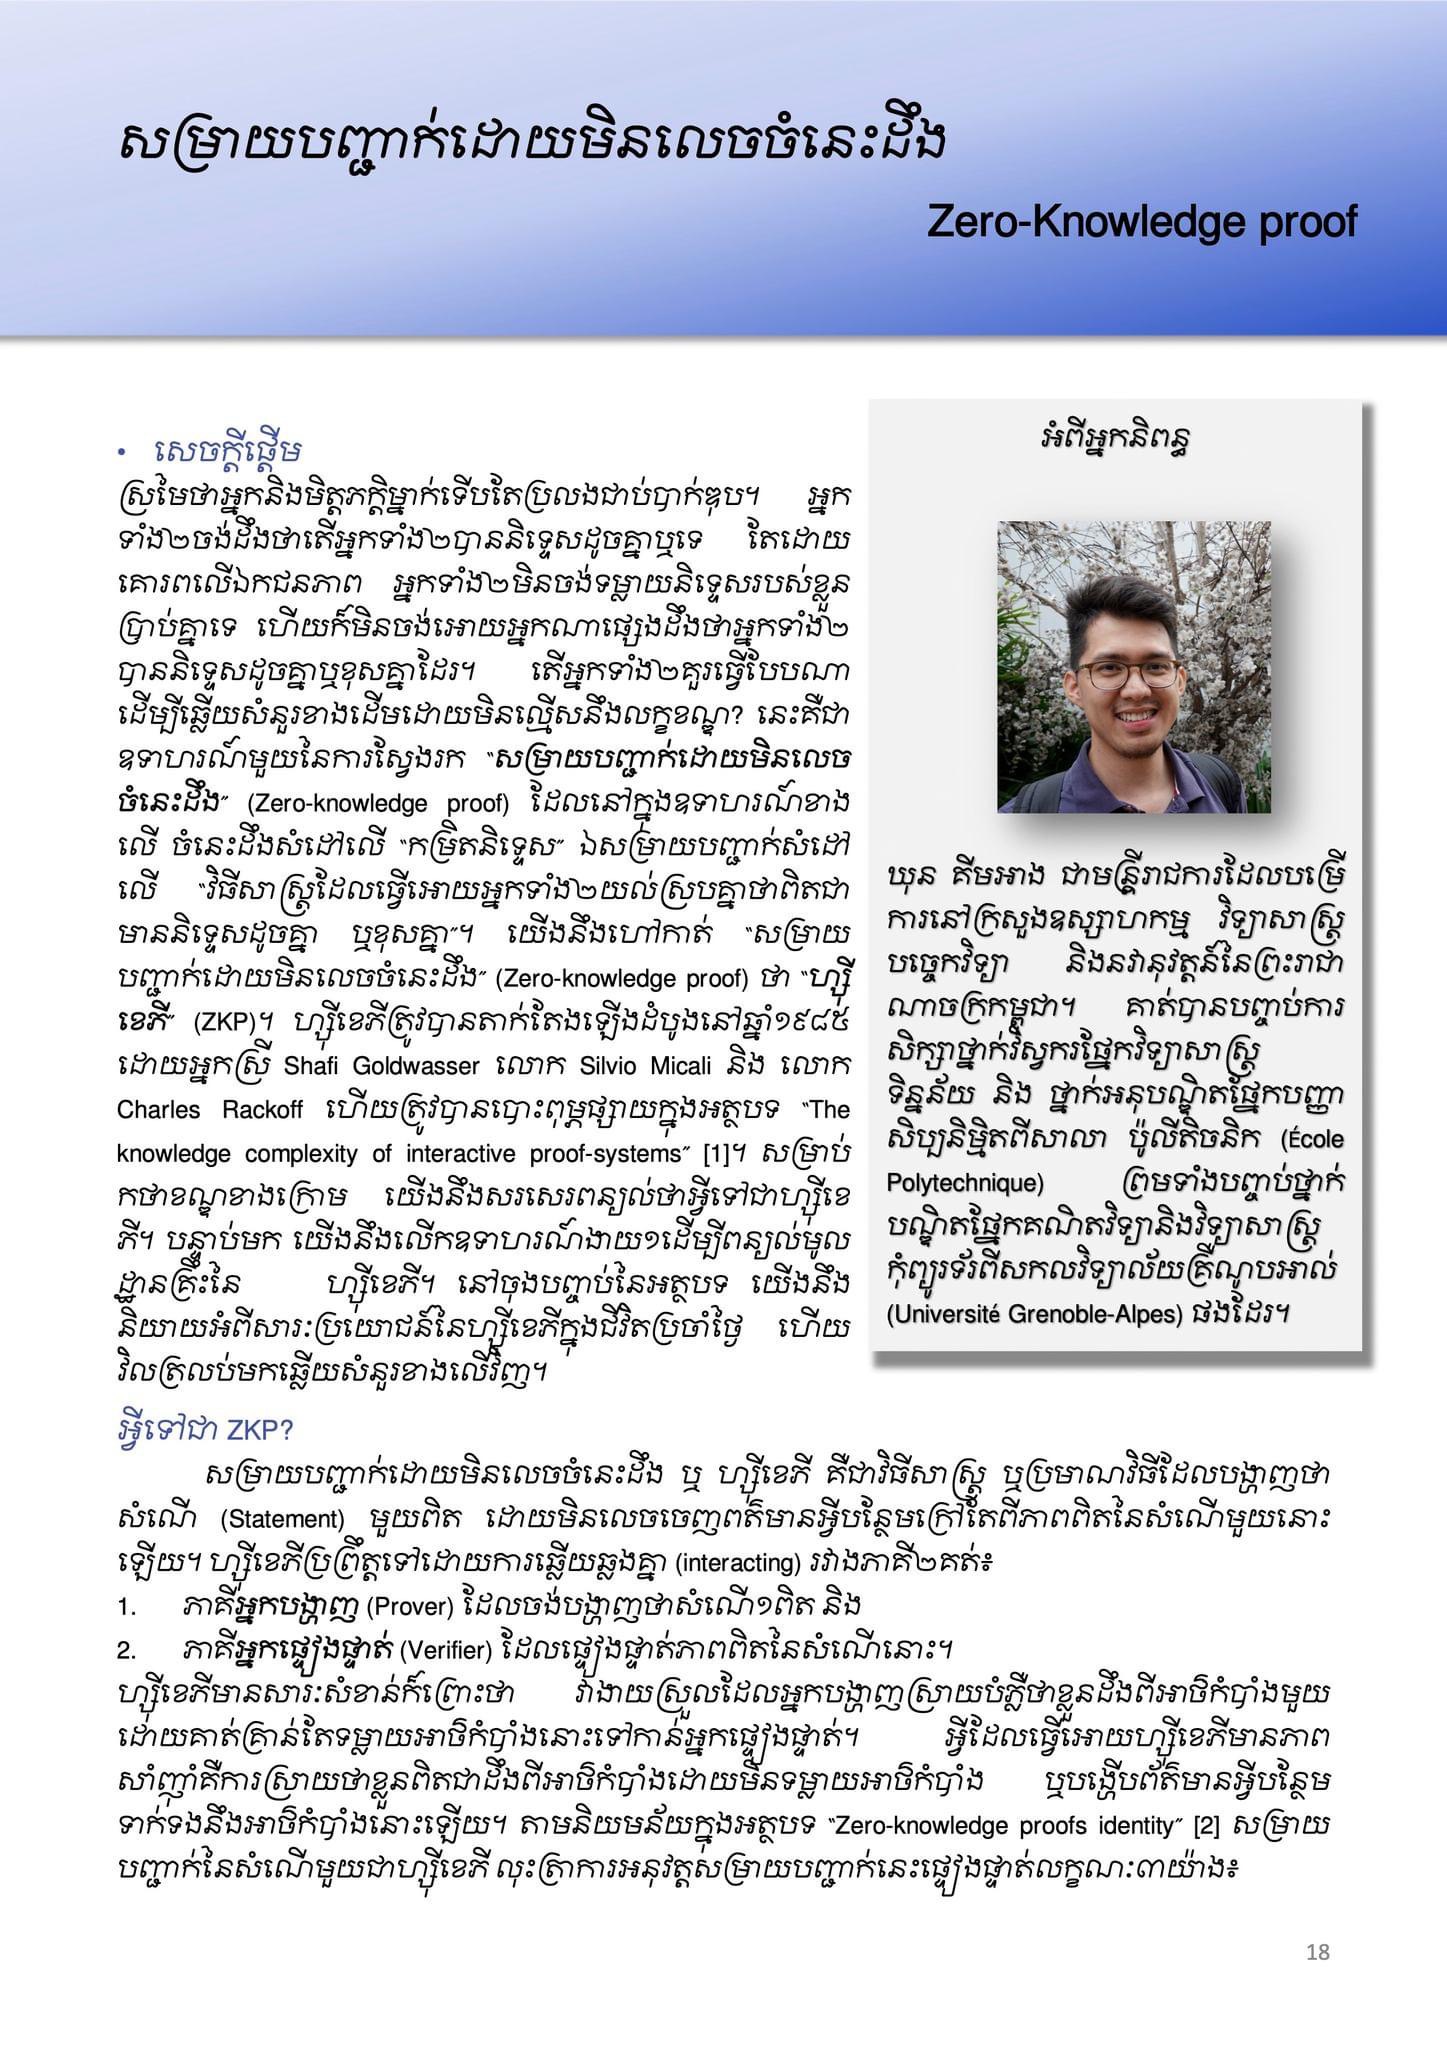 សម្រាយបញ្ជាក់ដោយមិនលេចចំនេះដឹង
Zero-Knowledge proof
• សេចក្តីផ្តើម
ស្រមៃថាអ្នកនិងមិត្តភក្តិម្នាក់ទើបតែប្រលងជាប់បាក់ឌុប។ អ្នក
ទាំង២ចង់ដឹងថាតើអ្នកទាំង២បាននិទ្ទេសដូចគ្នាឬទេ តែដោយ
គោរពលើឯកជនភាព អ្នកទាំង២មិនចង់ទម្លាយនិទ្ទេសរបស់ខ្លួន
ប្រាប់គ្នាទេ ហើយក៏មិនចង់អោយអ្នកណាផ្សេងដឹងថាអ្នកទាំង២
បាននិទ្ទេសដូចគ្នាឬខុសគ្នាដែរ។ តើអ្នកទាំង២គួរធ្វើបែបណា
ដើម្បីឆ្លើយសំនួរខាងដើមដោយមិនល្មើសនឹងលក្ខខណ្ឌ? នេះគឺជា
ឧទាហរណ៍មួយនៃការស្វែងរក “សម្រាយបញ្ជាក់ដោយមិនលេច
ចំនេះដឹង” (Zero-knowledge proof) ដែលនៅក្នុងឧទាហរណ៍ខាង
លើ ចំនេះដឹងសំដៅលើ “កម្រិតនិទ្ទេស” ឯសម្រាយបញ្ជាក់សំដៅ
លើ “វិធីសាស្ត្រដែលធ្វើអោយអ្នកទាំង២យល់ស្របគ្នាថាពិតជា
មាននិទ្ទេសដូចគ្នា ឬខុសគ្នា”។ យើងនឹងហៅកាត់ “សម្រាយ
បញ្ជាក់ដោយមិនលេចចំនេះដឹង” (Zero-knowledge proof) ថា “ហ្ស៊ី
ខេភី” (ZKP)។ ហ្ស៊ីខេភីត្រូវបានតាក់តែងឡើងដំបូងនៅឆ្នាំ១៩៨៥
ដោយអ្នកស្រី Shafi Goldwasser លោក Silvio Micali និង លោក
Charles Rackoff ហើយត្រូវបានបោះពុម្ភផ្សាយក្នុងអត្ថបទ “The
knowledge complexity of interactive proof-systems” [1]។ សម្រាប់
កថាខណ្ឌខាងក្រោម យើងនឹងសរសេរពន្យល់ថាអ្វីទៅជាហ្ស៊ីខេ
ភី។ បន្ទាប់មក យើងនឹងលើកឧទាហរណ៍ងាយ១ដើម្បីពន្យល់មូល
ដ្ឋានគ្រឹះនៃ ហ្ស៊ីខេភី។ នៅចុងបញ្ចប់នៃអត្ថបទ យើងនឹង
និយាយអំពីសារៈប្រយោជន៍នៃហ្ស៊ីខេភីក្នុងជីវិតប្រចាំថ្ងៃ ហើយ
វិលត្រលប់មកឆ្លើយសំនួរខាងលើវិញ។
អំពីអ្នកនិពន្ធ
ឃុន គីមអាង ជាមន្ត្រីរាជការដែលបម្រើ
ការនៅក្រសួងឧស្សាហកម្ម វិទ្យាសាស្ត្រ
បច្ចេកវិទ្យា និងនវានុវត្តន៍នៃព្រះរាជា
ណាចក្រកម្ពុជា។ គាត់បានបញ្ចប់ការ
សិក្សាថ្នាក់វិស្វករផ្នែកវិទ្យាសាស្ត្រ
ទិន្នន័យ និង ថ្នាក់អនុបណ្ឌិតផ្នែកបញ្ញា
សិប្បនិម្មិតពីសាលា ប៉ូលីតិចនិក (École
Polytechnique) ព្រមទាំងបញ្ចប់ថ្នាក់
បណ្ឌិតផ្នែកគណិតវិទ្យានិងវិទ្យាសាស្ត្រ
កុំព្យូរទ័រពីសកលវិទ្យាល័យគ្រីណូបអាល់
(Université Grenoble-Alpes) ផងដែរ។
អ្វីទៅជា ZKP?
សម្រាយបញ្ជាក់ដោយមិនលេចចំនេះដឹង ឬ ហ្ស៊ីខេភី គឺជាវិធីសាស្ត្រ ឬប្រមាណវិធីដែលបង្ហាញថា
សំណើ (Statement) មួយពិត ដោយមិនលេចចេញពត៌មានអ្វីបន្ថែមក្រៅតែពីភាពពិតនៃសំណើមួយនោះ
ឡើយ។ ហ្ស៊ីខេភីប្រព្រឹត្តទៅដោយការឆ្លើយឆ្លងគ្នា (interacting) រវាងភាគី២គត់៖
1. ភាគីអ្នកបង្ហាញ (Prover) ដែលចង់បង្ហាញថាសំណើ១ពិត និង
2. ភាគីអ្នកផ្ទៀងផ្ទាត់ (Verifier) ដែលផ្ទៀងផ្ទាត់ភាពពិតនៃសំណើនោះ។
ហ្ស៊ីខេភីមានសារៈសំខាន់ក៏ព្រោះថា វាងាយស្រួលដែលអ្នកបង្ហាញស្រាយបំភ្លឺថាខ្លួនដឹងពីអាថ៌កំបាំងមួយ
ដោយគាត់គ្រាន់តែទម្លាយអាថ៌កំបាំងនោះទៅកាន់អ្នកផ្ទៀងផ្ទាត់។ អ្វីដែលធ្វើអោយហ្ស៊ីខេភីមានភាព
សាំញ៉ាំគឺការស្រាយថាខ្លួនពិតជាដឹងពីអាថ៌កំបាំងដោយមិនទម្លាយអាថ៌កំបាំង ឬបង្ហើបព័ត៌មានអ្វីបន្ថែម
ទាក់ទងនឹងអាថ៌កំបាំងនោះឡើយ។ តាមនិយមន័យក្នុងអត្ថបទ “Zero-knowledge proofs identity” [2] សម្រាយ
បញ្ជាក់នៃសំណើមួយជាហ្ស៊ីខេភី លុះត្រាការអនុវត្តសម្រាយបញ្ជាក់នេះផ្ទៀងផ្ទាត់លក្ខណៈ៣យ៉ាង៖
18